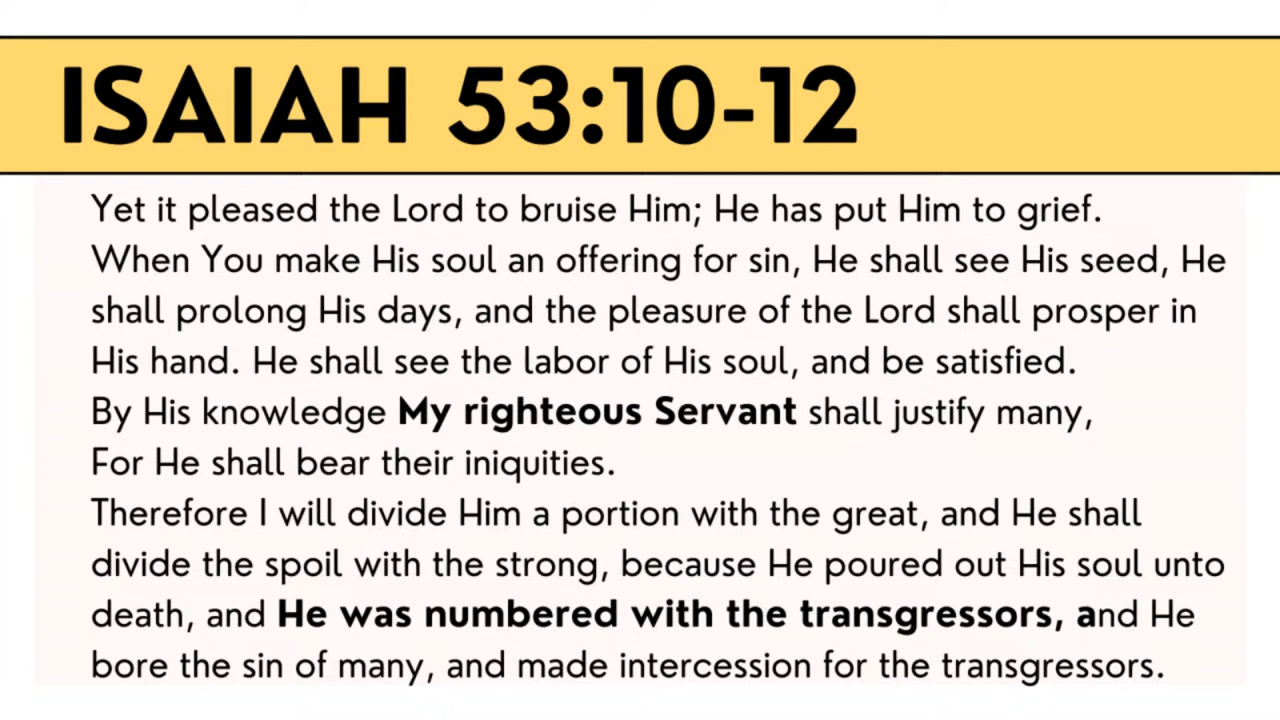 ISAIAH 53:10-12
Yet it pleased the Lord to bruise Him; He has put Him to grief.
When You make His soul an offering for sin, He shall see His seed, He
shall prolong His days, and the pleasure of the Lord shall prosper in
His hand. He shall see the labor of His soul, and be satisfied.
By His knowledge My righteous Servant shall justify many,
For He shall bear their iniquities.
Therefore I will divide Him a portion with the great, and He shall
divide the spoil with the strong, because He poured out His soul unto
death, and He was numbered with the transgressors, and He
bore the sin of many, and made intercession for the transgressors.